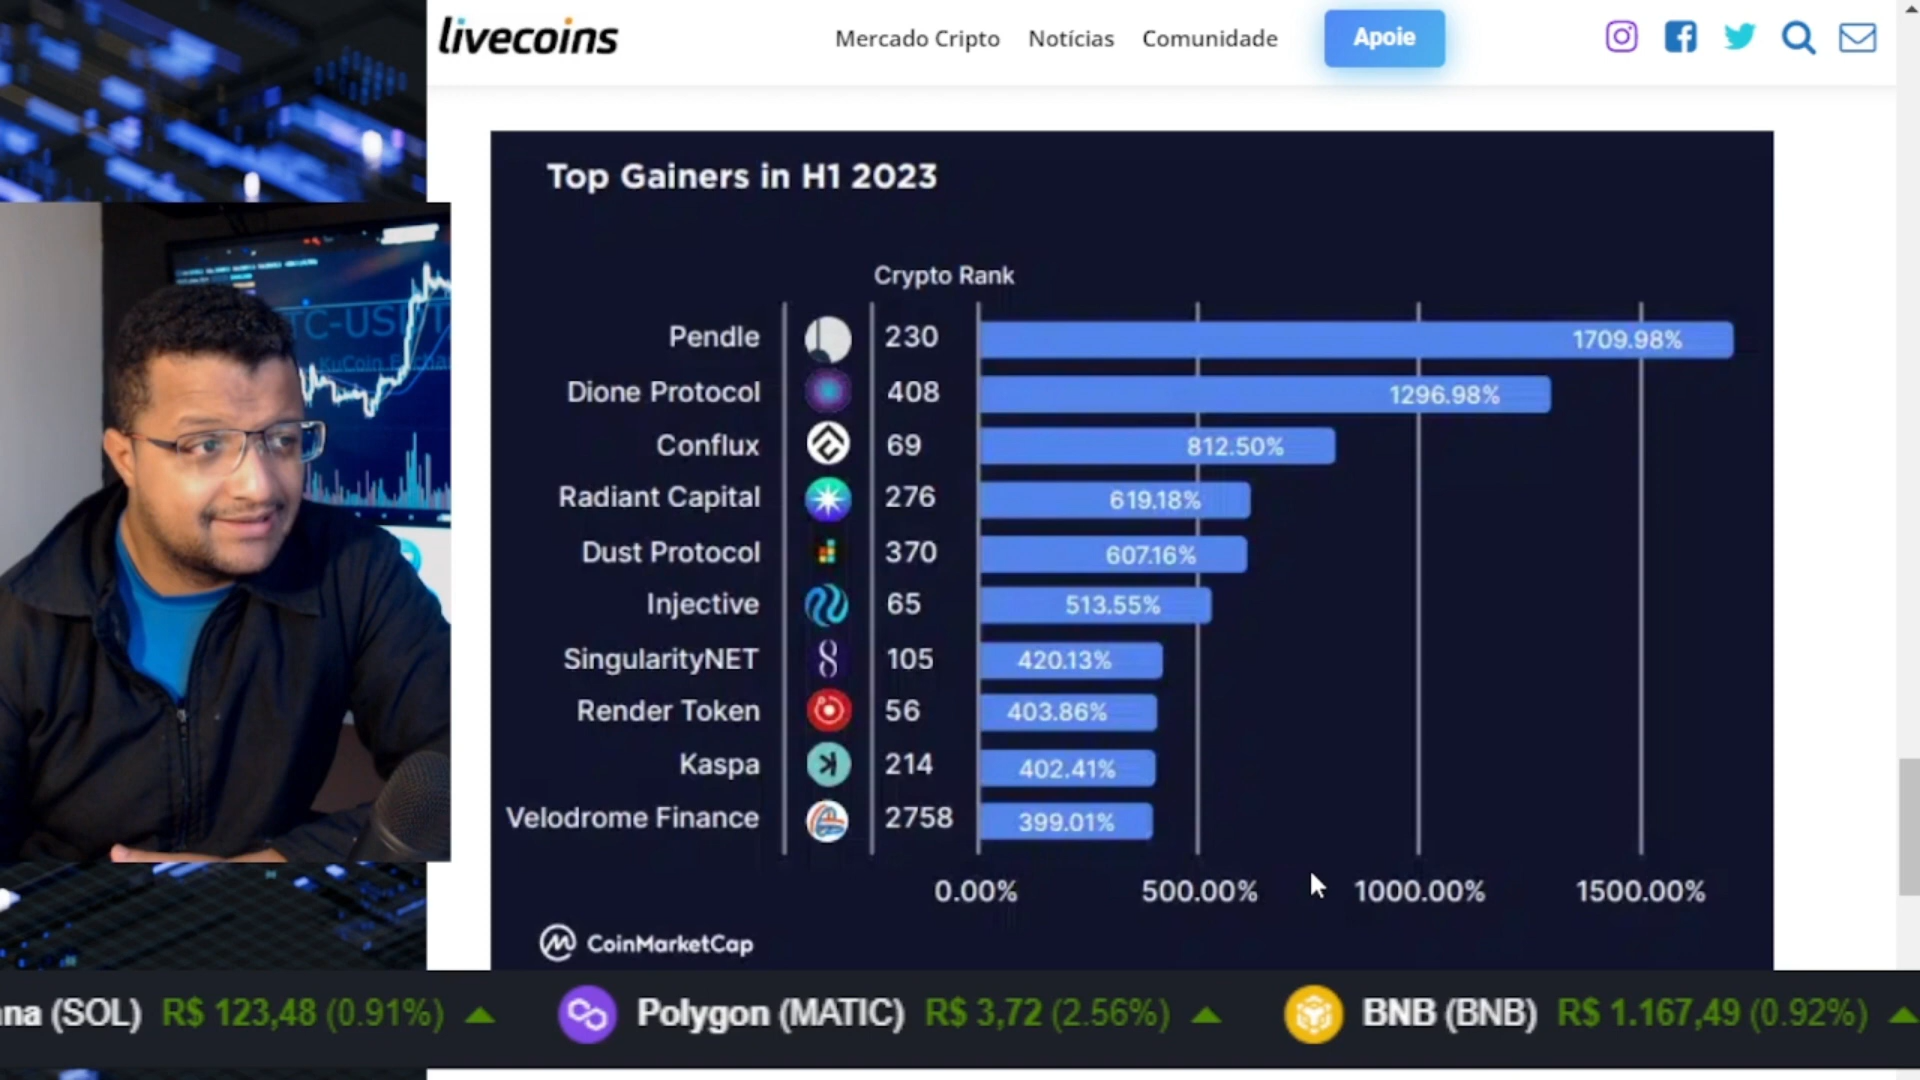 livecoins
Mercado Cripto Notícias Comunidade Apoie
Top Gainers in H1 2023
Crypto Rank
Pendle 230 1709.98%
Dione Protocol 408 1296.98%
Conflux 69 812.50%
Radiant Capital 276 619.18%
Dust Protocol 370 607.16%
Injective 65 513.55%
SingularityNET 105 420.13%
Render Token 56 403.86%
Kaspa 214 402.41%
Velodrome Finance 2758 399.01%
0.00% 500.00% 1000.00% 1500.00%
CoinMarketCap
(SOL) R$ 123,48 (0.91%) Polygon (MATIC) R$ 3,72 (2.56%) BNB (BNB) R$ 1.167,49 (0.92%)